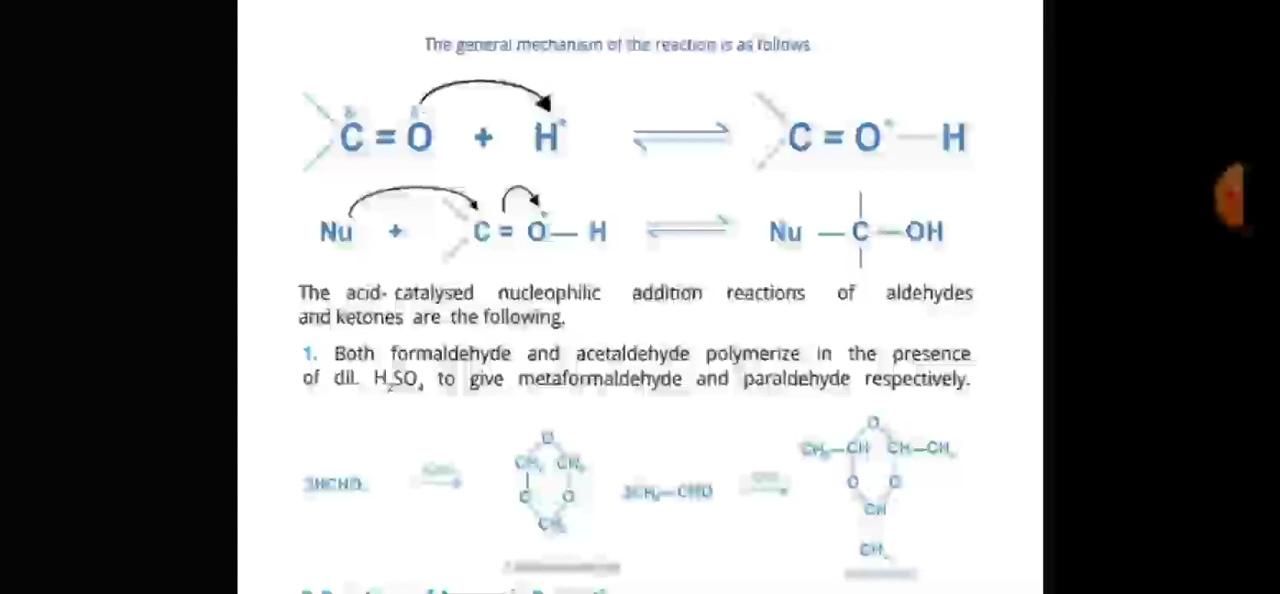 The general mechanism of the reaction is as follows
C = O + H⁺ ⇌ C = O⁺ — H
Nu + C = O⁺ — H ⇌ Nu — C — OH
The acid- catalysed nucleophilic addition reactions of aldehydes
and ketones are the following.
1. Both formaldehyde and acetaldehyde polymerize in the presence
of dil. H₂SO₄ to give metaformaldehyde and paraldehyde respectively.
O O
CH₂ CH₂ CH₃—CH CH—CH₃
3HCHO 3CH₃—CHO
O O O O
CH₂ CH
CH₃